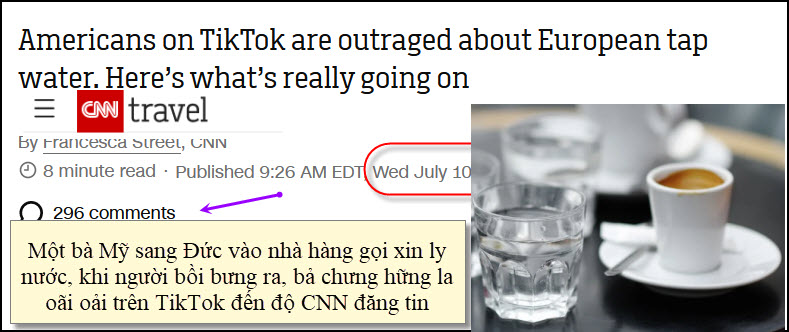 Americans on TikTok are outraged about European tap
water. Here's what's really going on
CNN travel
By Francesca Street, CNN
8 minute read · Published 9:26 AM EDT, Wed July 10
296 comments
Một bà Mỹ sang Đức vào nhà hàng gọi xin ly
nước, khi người bồi bưng ra, bả chưng hững la
oãi oải trên TikTok đến độ CNN đăng tin